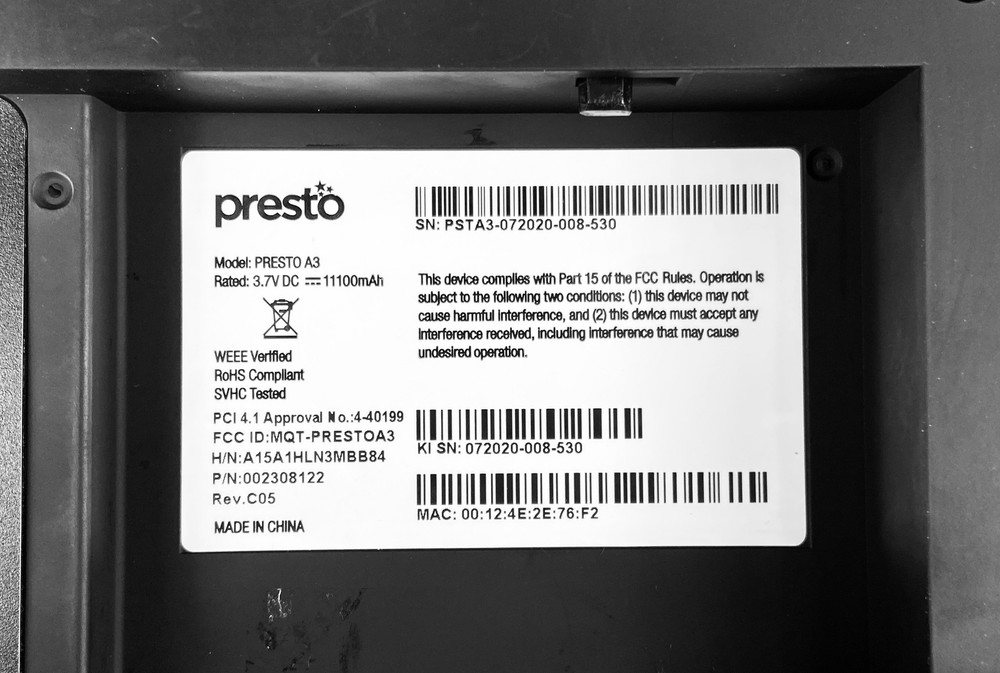 presto
SN: PSTA3-072020-008-530
Model: PRESTO A3
Rated: 3.7V DC ⎓ 11100mAh
This device complies with Part 15 of the FCC Rules. Operation is
subject to the following two conditions: (1) this device may not
cause harmful interference, and (2) this device must accept any
interference received, including interference that may cause
undesired operation.
WEEE Verified
RoHS Compliant
SVHC Tested
PCI 4.1 Approval No.:4-40199
FCC ID:MQT-PRESTOA3
H/N:A15A1HLN3MBB84
P/N:002308122
Rev.C05
MADE IN CHINA
KI SN: 072020-008-530
MAC: 00:12:4E:2E:76:F2